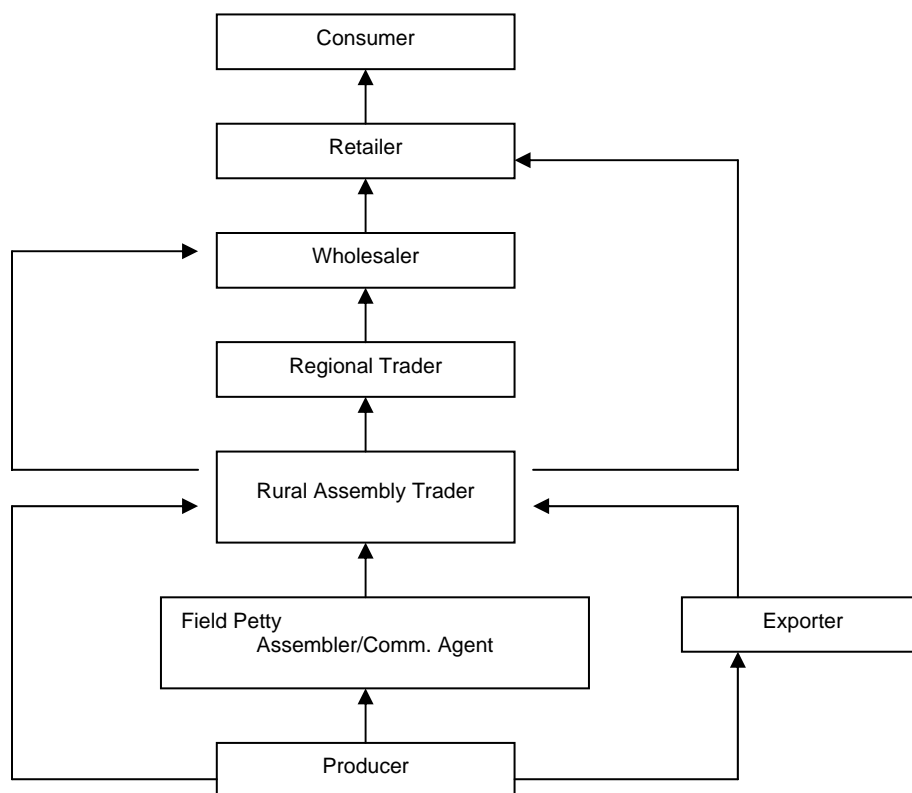 Consumer
Retailer
Wholesaler
Regional Trader
Rural Assembly Trader
Field Petty
Assembler/Comm. Agent
Exporter
Producer